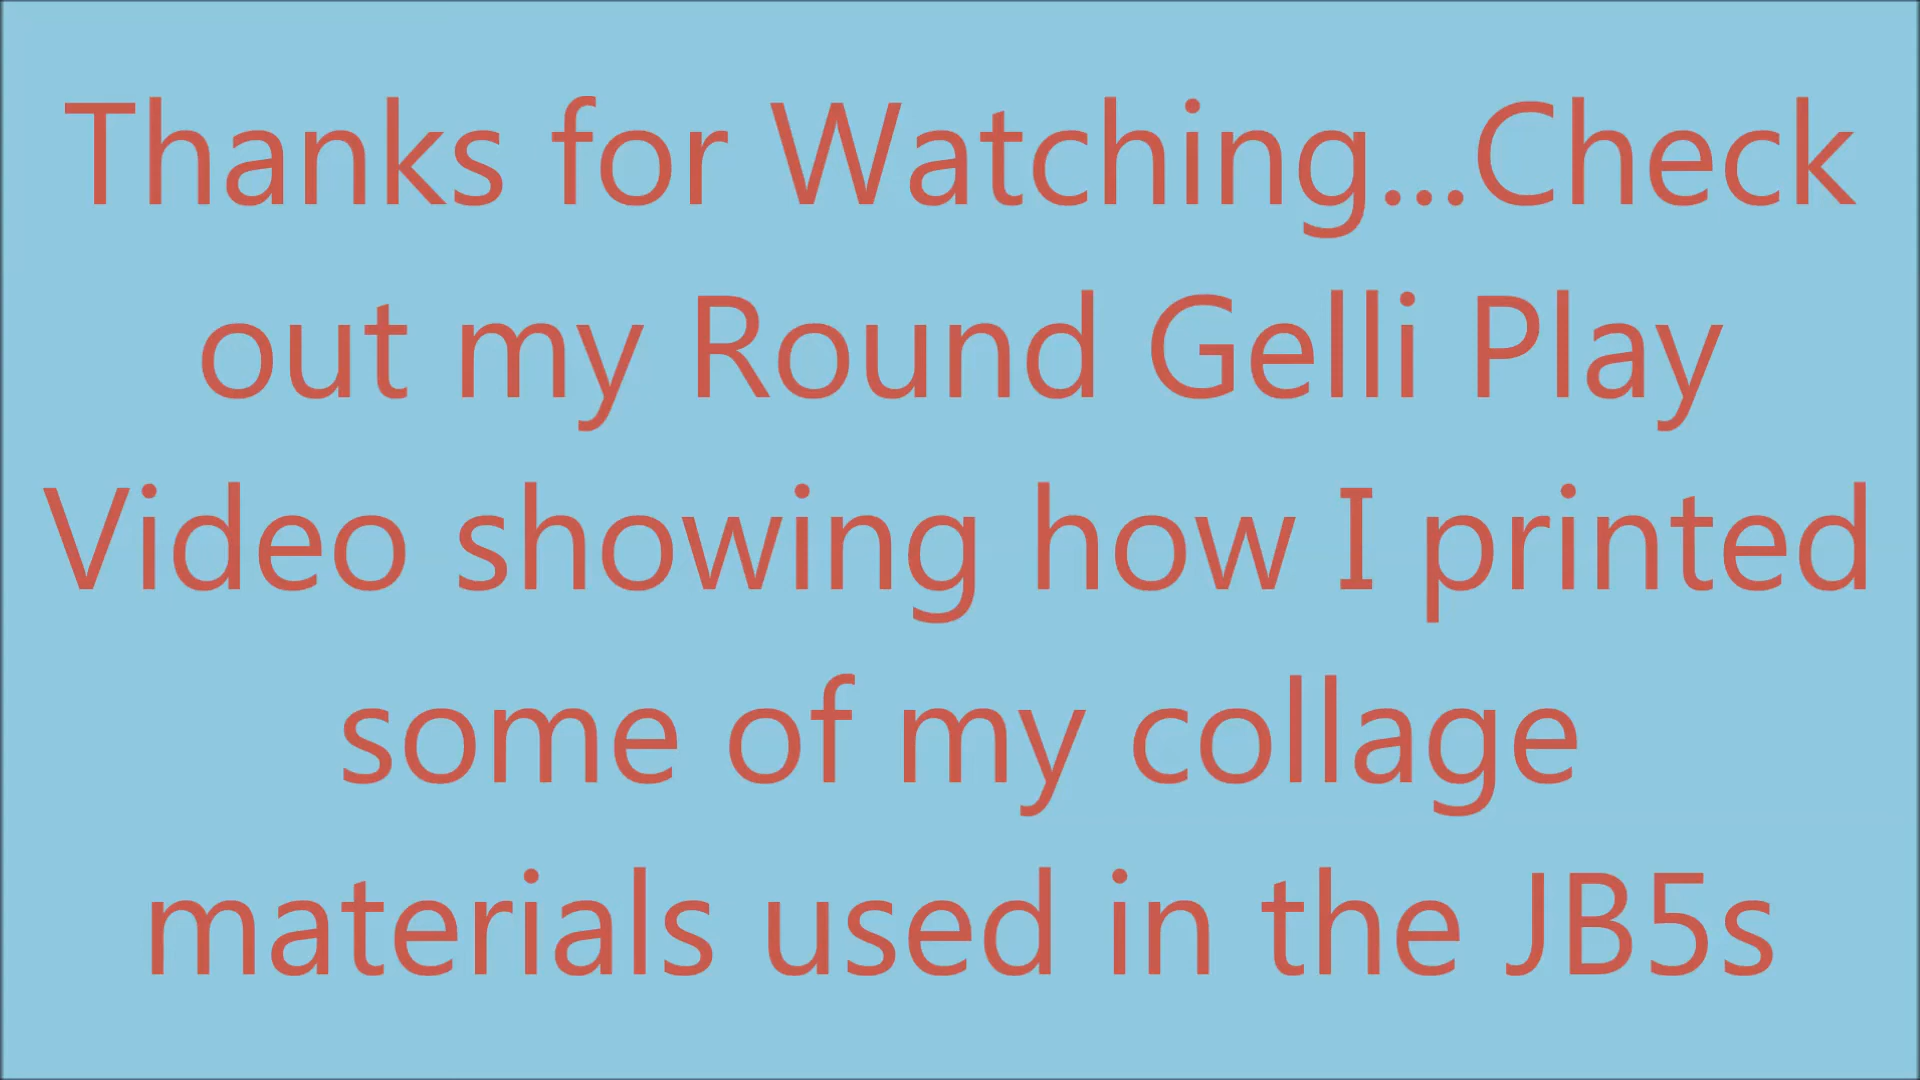 Thanks for Watching...Check
out my Round Gelli Play
Video showing how I printed
some of my collage
materials used in the JB5s